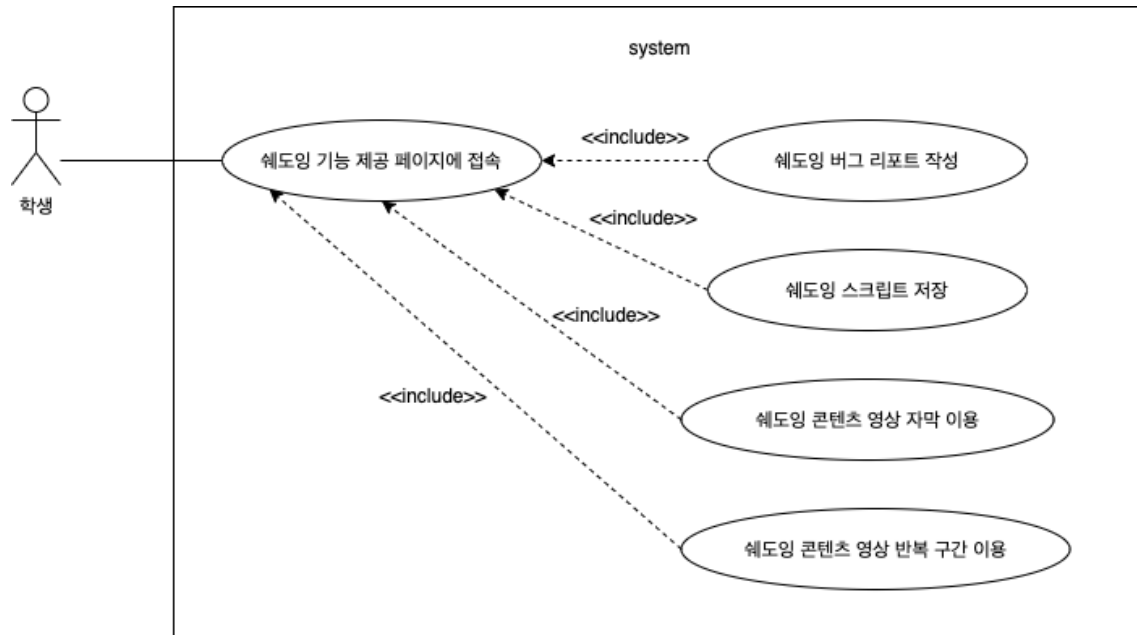 system
학생
쉐도잉 기능 제공 페이지에 접속
<<include>>
쉐도잉 버그 리포트 작성
<<include>>
쉐도잉 스크립트 저장
<<include>>
쉐도잉 콘텐츠 영상 자막 이용
<<include>>
쉐도잉 콘텐츠 영상 반복 구간 이용